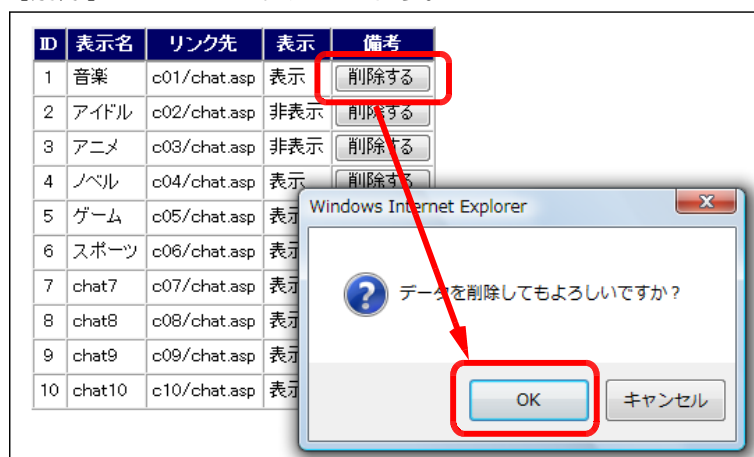 ID 表示名 リンク先 表示 備考
1 音楽 c01/chat.asp 表示 削除する
2 アイドル c02/chat.asp 非表示 削除する
3 アニメ c03/chat.asp 非表示 削除する
4 ノベル c04/chat.asp 表示 削除する
5 ゲーム c05/chat.asp 表示
6 スポーツ c06/chat.asp 表示
7 chat7 c07/chat.asp 表示
8 chat8 c08/chat.asp 表示
9 chat9 c09/chat.asp 表示
10 chat10 c10/chat.asp 表示
Windows Internet Explorer
データを削除してもよろしいですか？
OK キャンセル